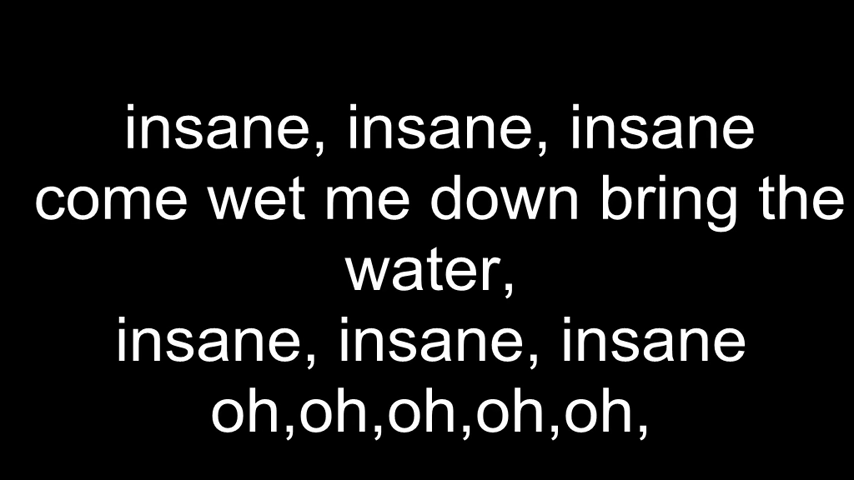 insane, insane, insane
come wet me down bring the
water,
insane, insane, insane
oh,oh,oh,oh,oh,